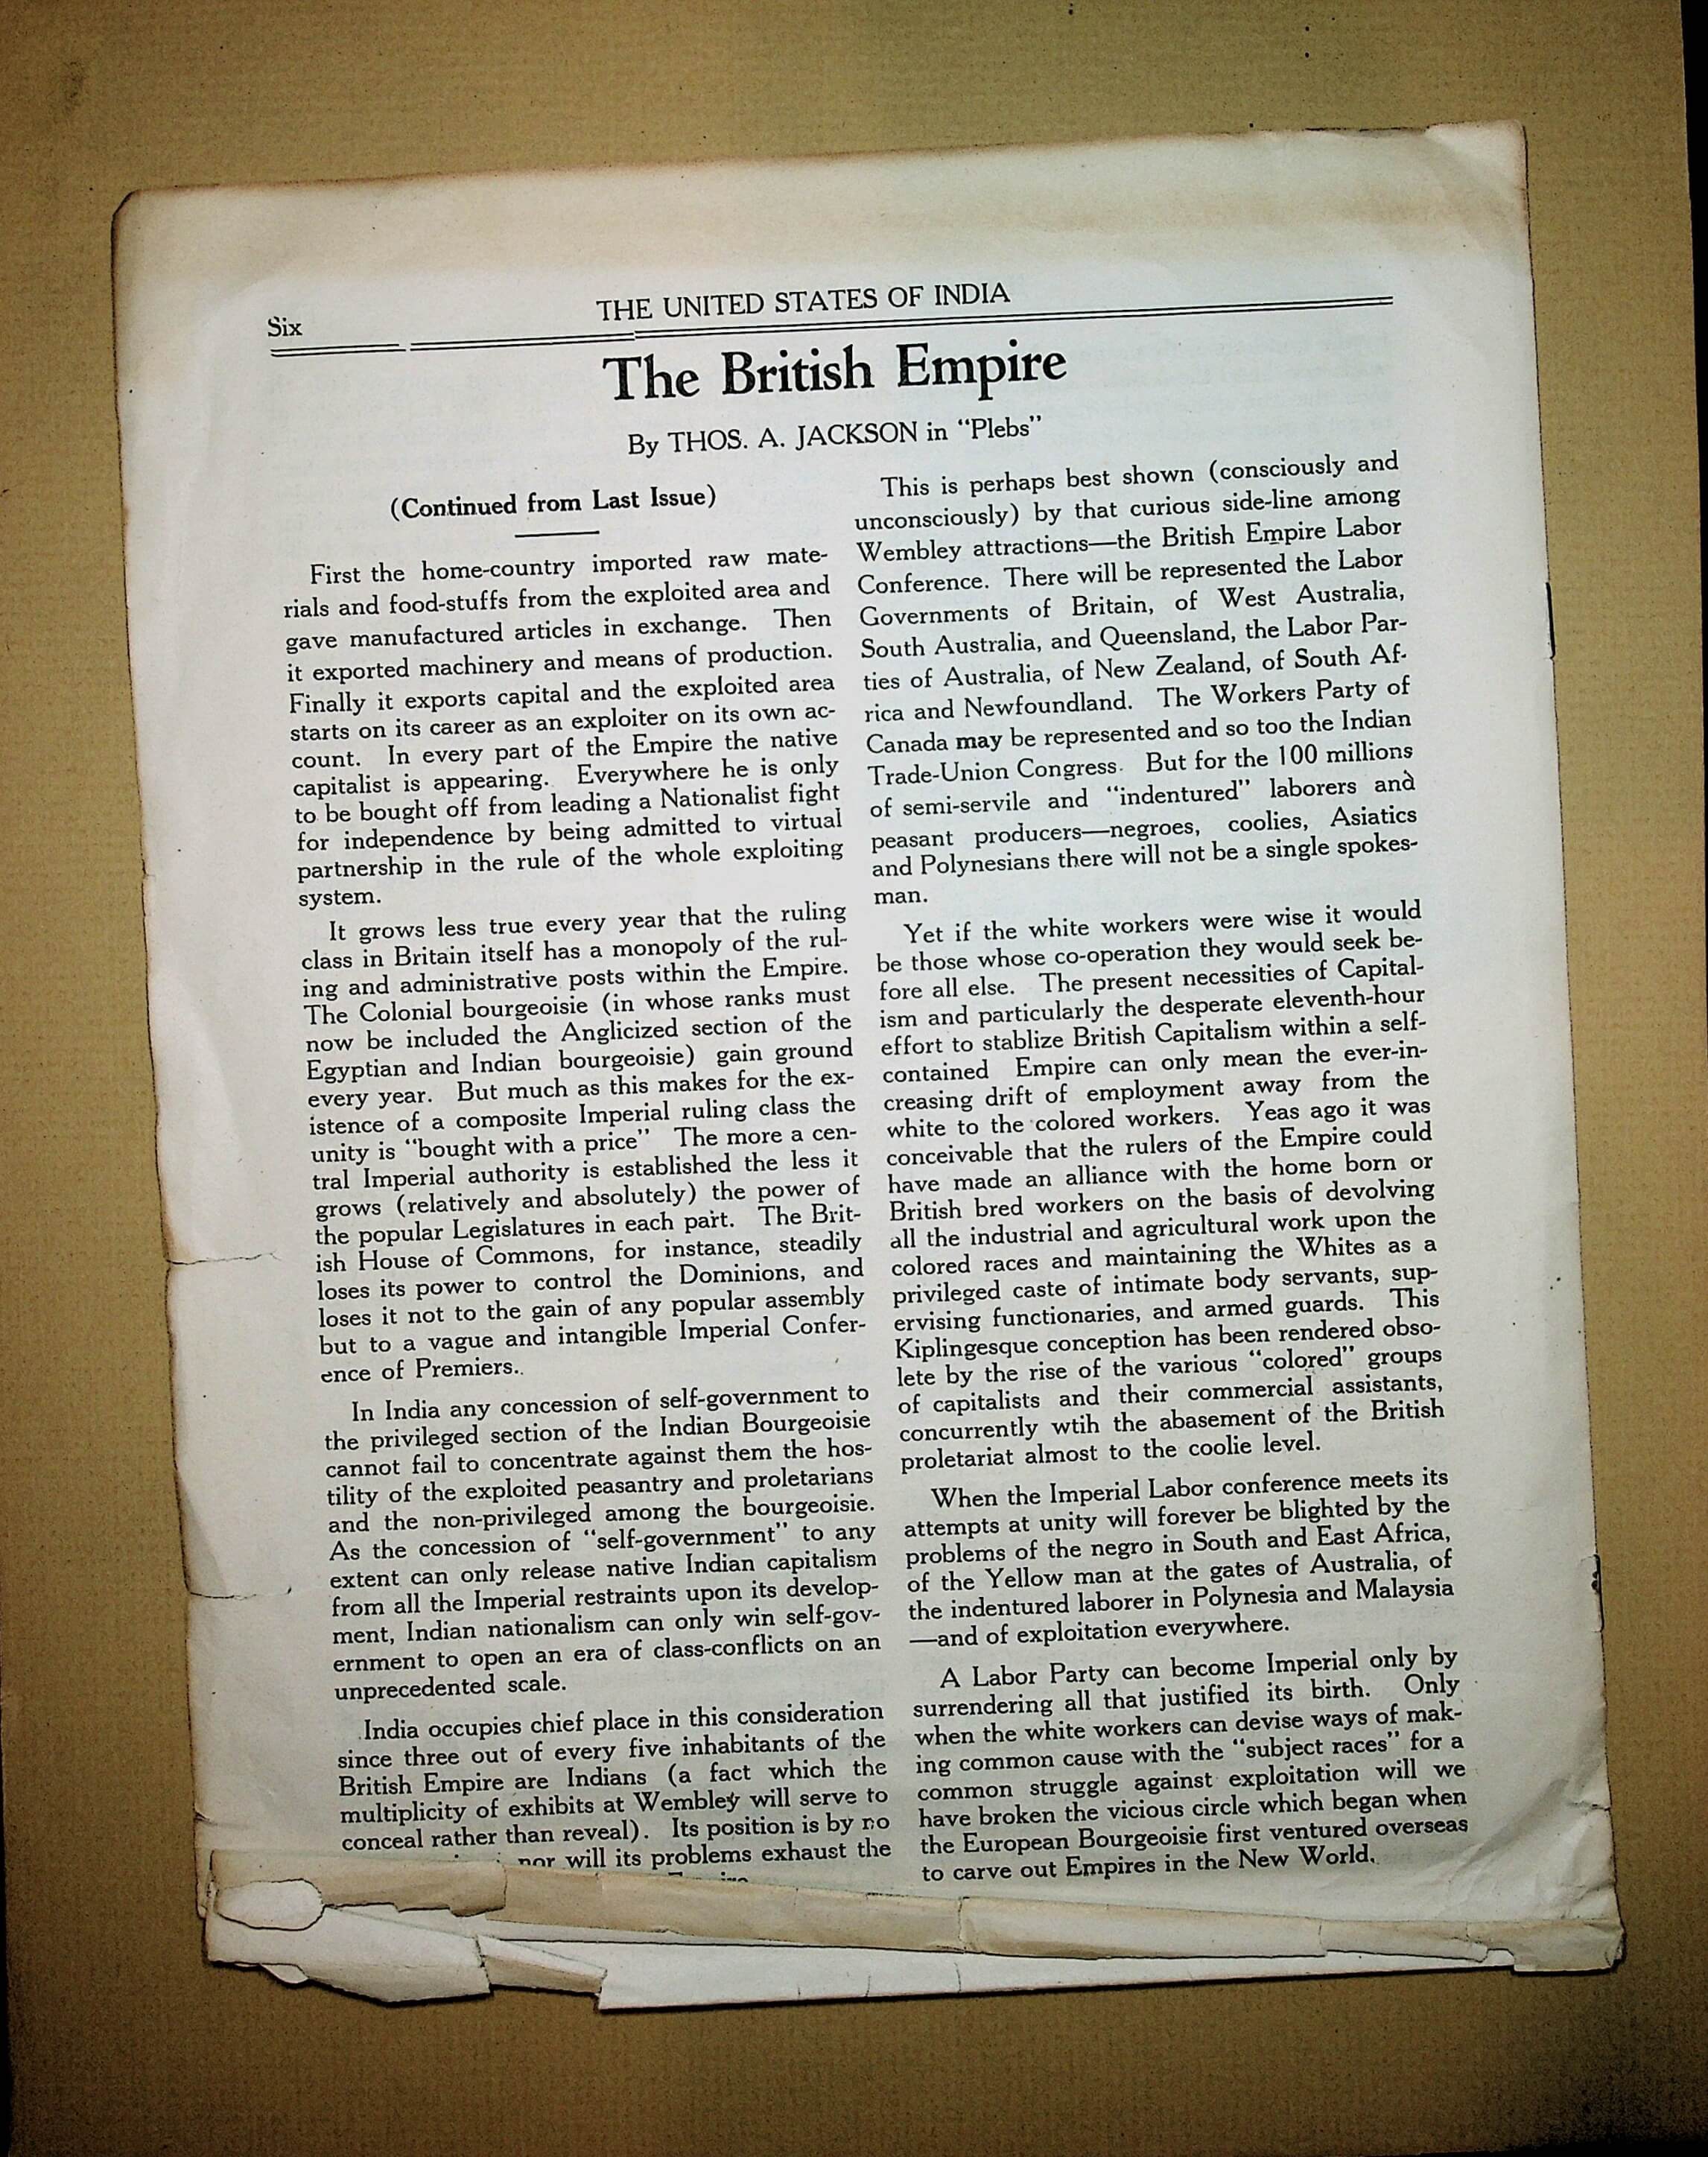 Six
THE UNITED STATES OF INDIA
The British Empire
By THOS. A. JACKSON in "Plebs"
(Continued from Last Issue)
First the home-country imported raw mate-
rials and food-stuffs from the exploited area and
gave manufactured articles in exchange. Then
it exported machinery and means of production.
Finally it exports capital and the exploited area
starts on its career as an exploiter on its own ac-
count. In every part of the Empire the native
capitalist is appearing. Everywhere he is only
to be bought off from leading a Nationalist fight
for independence by being admitted to virtual
partnership in the rule of the whole exploiting
system.
It grows less true every year that the ruling
class in Britain itself has a monopoly of the rul-
ing and administrative posts within the Empire.
The Colonial bourgeoisie (in whose ranks must
now be included the Anglicized section of the
Egyptian and Indian bourgeoisie) gain ground
every year. But much as this makes for the ex-
istence of a composite Imperial ruling class the
unity is "bought with a price" The more a cen-
tral Imperial authority is established the less it
grows (relatively and absolutely) the power of
the popular Legislatures in each part. The Brit-
ish House of Commons, for instance, steadily
loses its power to control the Dominions, and
loses it not to the gain of any popular assembly
but to a vague and intangible Imperial Confer-
ence of Premiers.
In India any concession of self-government to
the privileged section of the Indian Bourgeoisie
cannot fail to concentrate against them the hos-
tility of the exploited peasantry and proletarians
and the non-privileged among the bourgeoisie.
As the concession of "self-government" to any
extent can only release native Indian capitalism
from all the Imperial restraints upon its develop-
ment, Indian nationalism can only win self-gov-
ernment to open an era of class-conflicts on an
unprecedented scale.
India occupies chief place in this consideration
since three out of every five inhabitants of the
British Empire are Indians (a fact which the
multiplicity of exhibits at Wembley will serve to
conceal rather than reveal). Its position is by no
nor will its problems exhaust the
This is perhaps best shown (consciously and
unconsciously) by that curious side-line among
Wembley attractions—the British Empire Labor
Conference. There will be represented the Labor
Governments of Britain, of West Australia,
South Australia, and Queensland, the Labor Par-
ties of Australia, of New Zealand, of South Af-
rica and Newfoundland. The Workers Party of
Canada may be represented and so too the Indian
Trade-Union Congress. But for the 100 millions
of semi-servile and "indentured" laborers and
peasant producers—negroes, coolies, Asiatics
and Polynesians there will not be a single spokes-
man.
Yet if the white workers were wise it would
be those whose co-operation they would seek be-
fore all else. The present necessities of Capital-
ism and particularly the desperate eleventh-hour
effort to stablize British Capitalism within a self-
contained Empire can only mean the ever-in-
creasing drift of employment away from the
white to the colored workers. Yeas ago it was
conceivable that the rulers of the Empire could
have made an alliance with the home born or
British bred workers on the basis of devolving
all the industrial and agricultural work upon the
colored races and maintaining the Whites as a
privileged caste of intimate body servants, sup-
ervising functionaries, and armed guards. This
Kiplingesque conception has been rendered obso-
lete by the rise of the various "colored" groups
of capitalists and their commercial assistants,
concurrently wtih the abasement of the British
proletariat almost to the coolie level.
When the Imperial Labor conference meets its
attempts at unity will forever be blighted by the
problems of the negro in South and East Africa,
of the Yellow man at the gates of Australia, of
the indentured laborer in Polynesia and Malaysia
—and of exploitation everywhere.
A Labor Party can become Imperial only by
surrendering all that justified its birth. Only
when the white workers can devise ways of mak-
ing common cause with the "subject races" for a
common struggle against exploitation will we
have broken the vicious circle which began when
the European Bourgeoisie first ventured overseas
to carve out Empires in the New World.